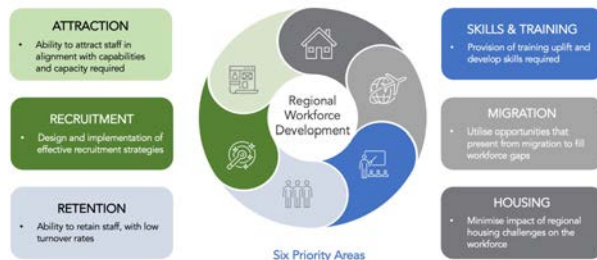 ATTRACTION
• Ability to attract staff in
alignment with capabilities
and capacity required
RECRUITMENT
• Design and implementation of
effective recruitment strategies
RETENTION
• Ability to retain staff, with low
turnover rates
Regional
Workforce
Development
Six Priority Areas
SKILLS & TRAINING
• Provision of training uplift and
develop skills required
MIGRATION
• Utilise opportunities that
present from migration to fill
workforce gaps
HOUSING
• Minimise impact of regional
housing challenges on the
workforce